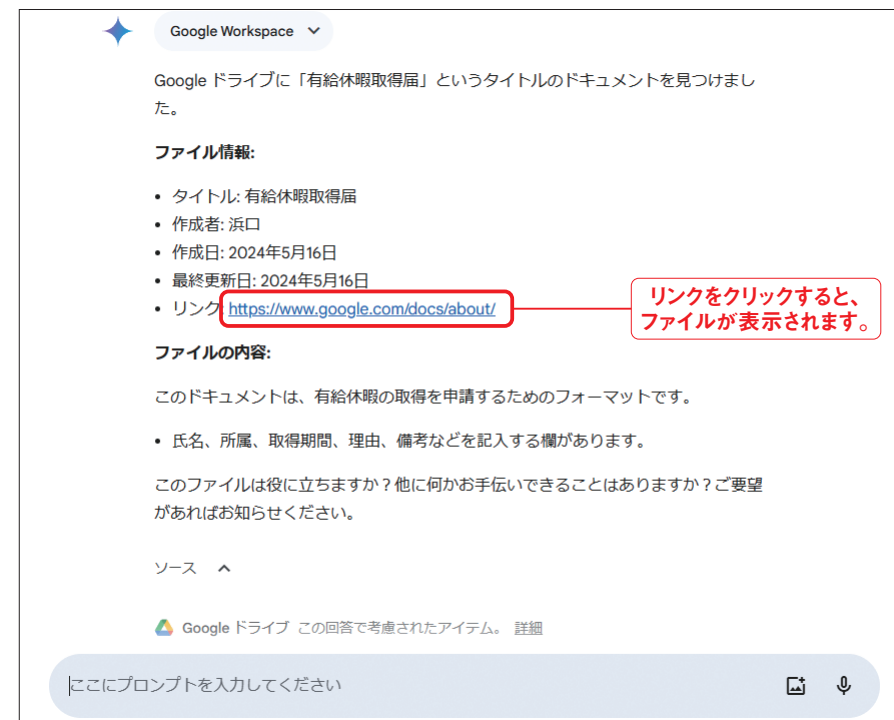 Google Workspace
Google ドライブに「有給休暇取得届」というタイトルのドキュメントを見つけまし
た。
ファイル情報:
• タイトル: 有給休暇取得届
• 作成者: 浜口
• 作成日: 2024年5月16日
• 最終更新日: 2024年5月16日
• リンク: https://www.google.com/docs/about/
リンクをクリックすると、
ファイルが表示されます。
ファイルの内容:
このドキュメントは、有給休暇の取得を申請するためのフォーマットです。
• 氏名、所属、取得期間、理由、備考などを記入する欄があります。
このファイルは役に立ちますか？他に何かお手伝いできることはありますか？ご要望
があればお知らせください。
ソース
Google ドライブ この回答で考慮されたアイテム。 詳細
ここにプロンプトを入力してください